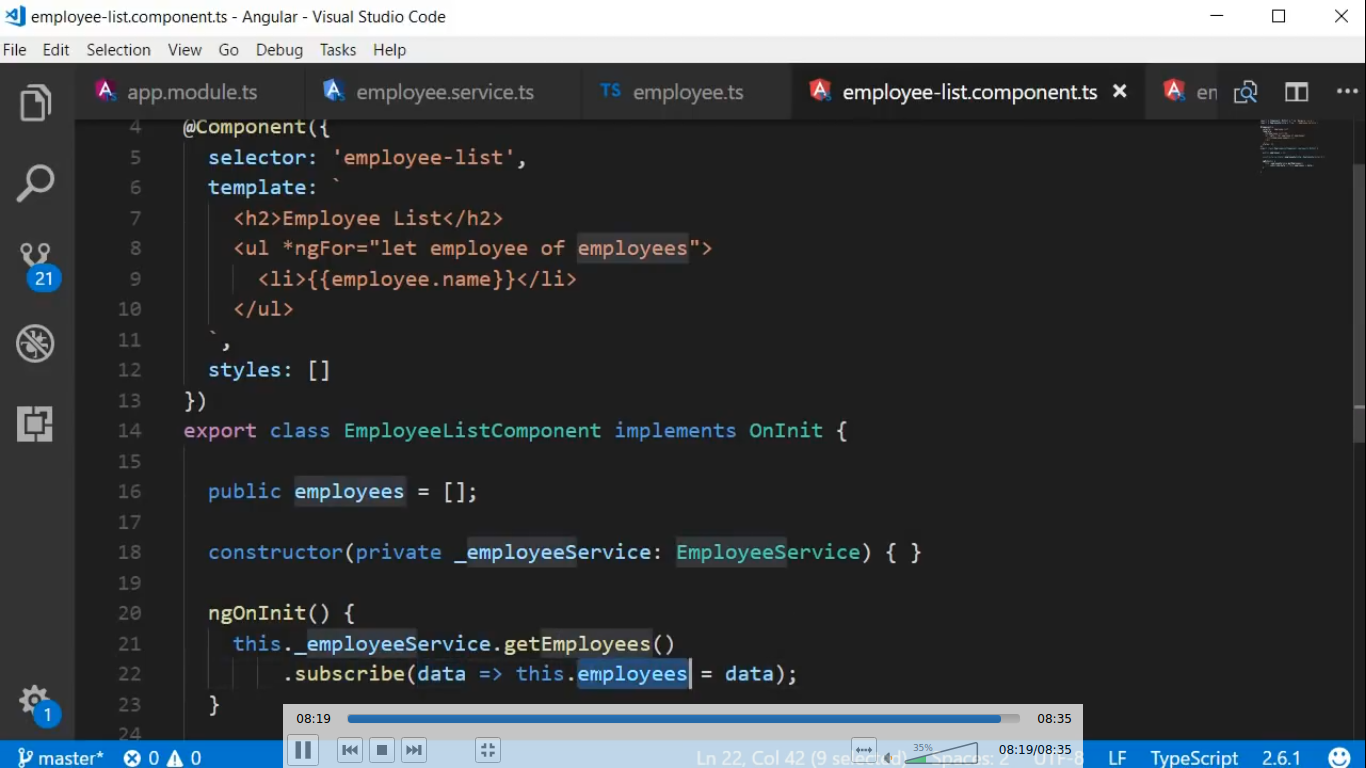 employee-list.component.ts - Angular - Visual Studio Code
File Edit Selection View Go Debug Tasks Help
app.module.ts employee.service.ts TS employee.ts employee-list.component.ts en
4 @Component({
5 selector: 'employee-list',
6 template: `
7 <h2>Employee List</h2>
8 <ul *ngFor="let employee of employees">
9 <li>{{employee.name}}</li>
10 </ul>
11 `,
12 styles: []
13 })
14 export class EmployeeListComponent implements OnInit {
15
16 public employees = [];
17
18 constructor(private _employeeService: EmployeeService) { }
19
20 ngOnInit() {
21 this._employeeService.getEmployees()
22 .subscribe(data => this.employees = data);
23 }
24
21
1
08:19 08:35
35% 08:19/08:35
master* 0 0 Ln 22, Col 42 (9 selected) Spaces: 2 UTF-8 LF TypeScript 2.6.1